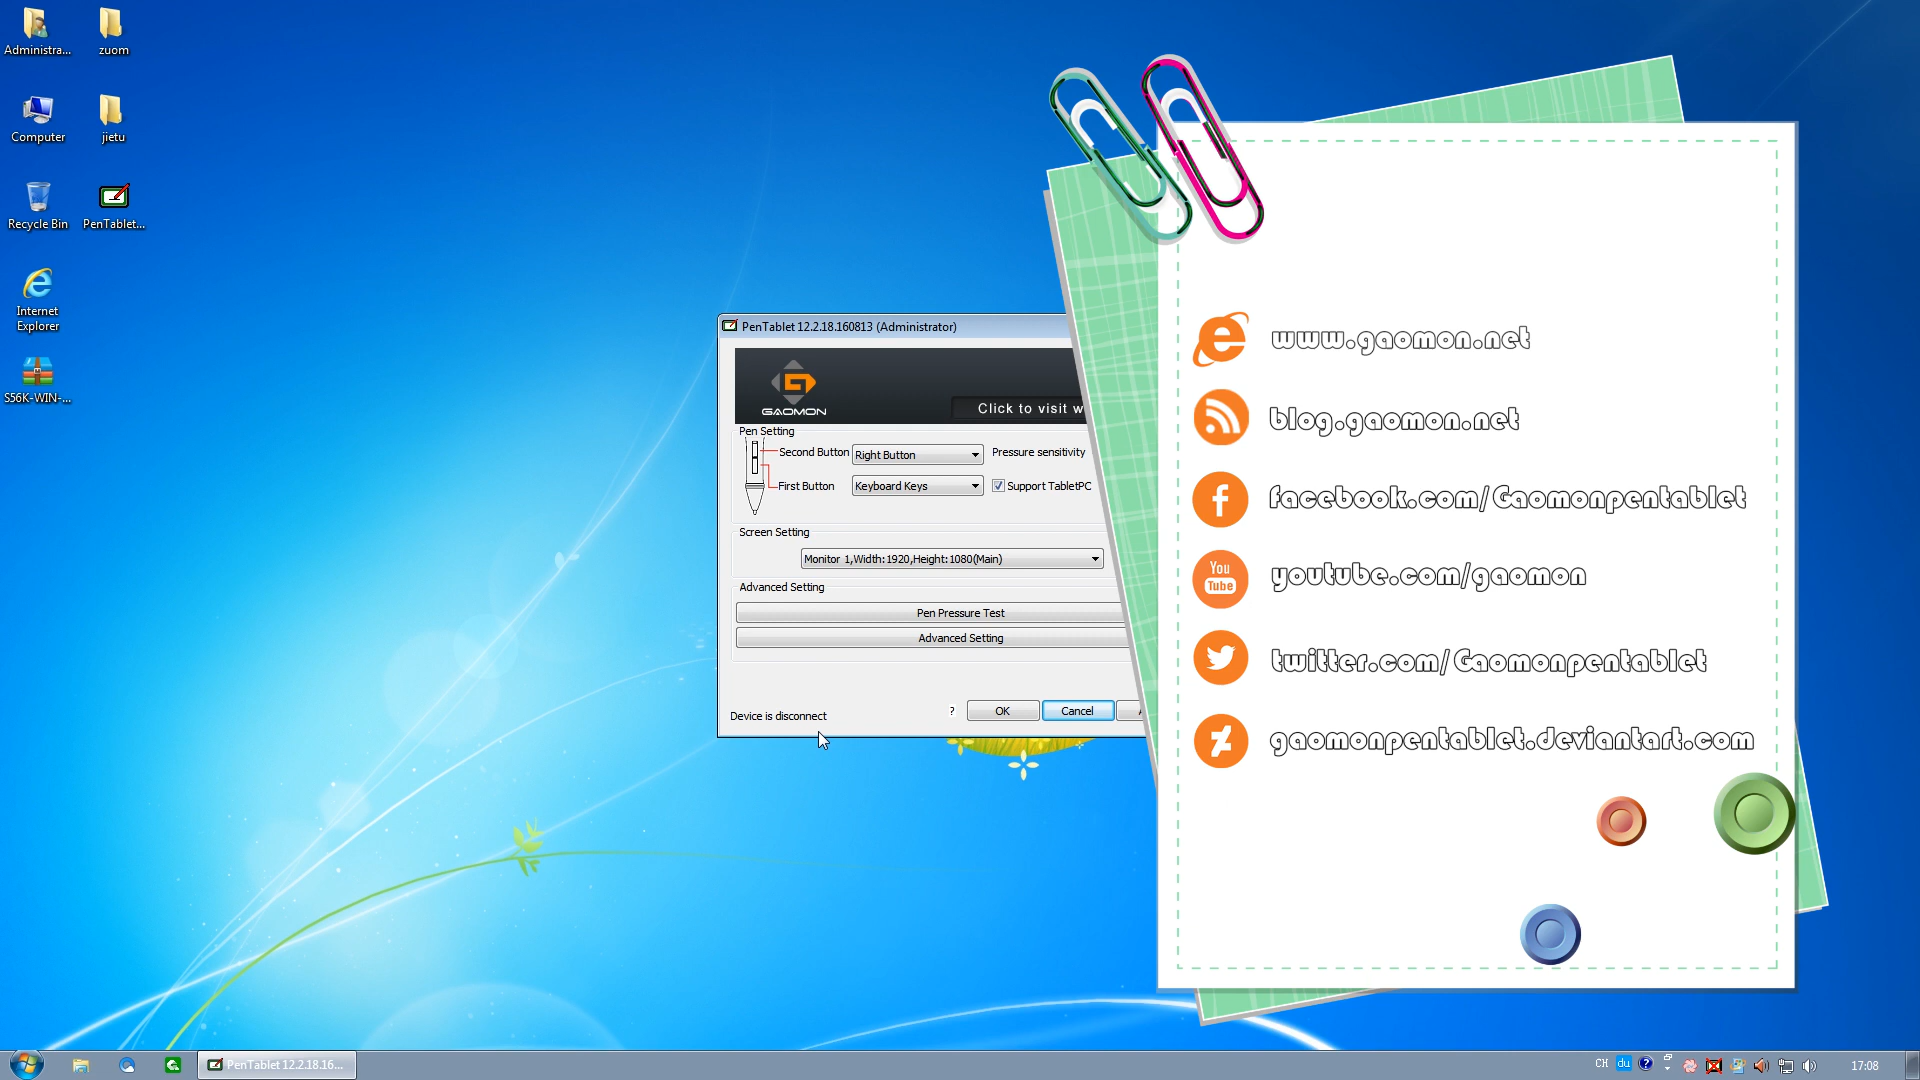 Administra...
zuom
Computer
jietu
Recycle Bin
PenTablet...
Internet
Explorer
S56K-WIN-...
PenTablet 12.2.18.160813 (Administrator)
GAOMON
Click to visit w
Pen Setting
Second Button
Right Button
Pressure sensitivity
First Button
Keyboard Keys
Support TabletPC
Screen Setting
Monitor 1,Width:1920,Height:1080(Main)
Advanced Setting
Pen Pressure Test
Advanced Setting
Device is disconnect
?
OK
Cancel
www.gaomon.net
blog.gaomon.net
facebook.com/Gaomonpentablet
You
Tube
youtube.com/gaomon
twitter.com/Gaomonpentablet
gaomonpentablet.deviantart.com
PenTablet 12.2.18.16...
CH
du
?
17:08